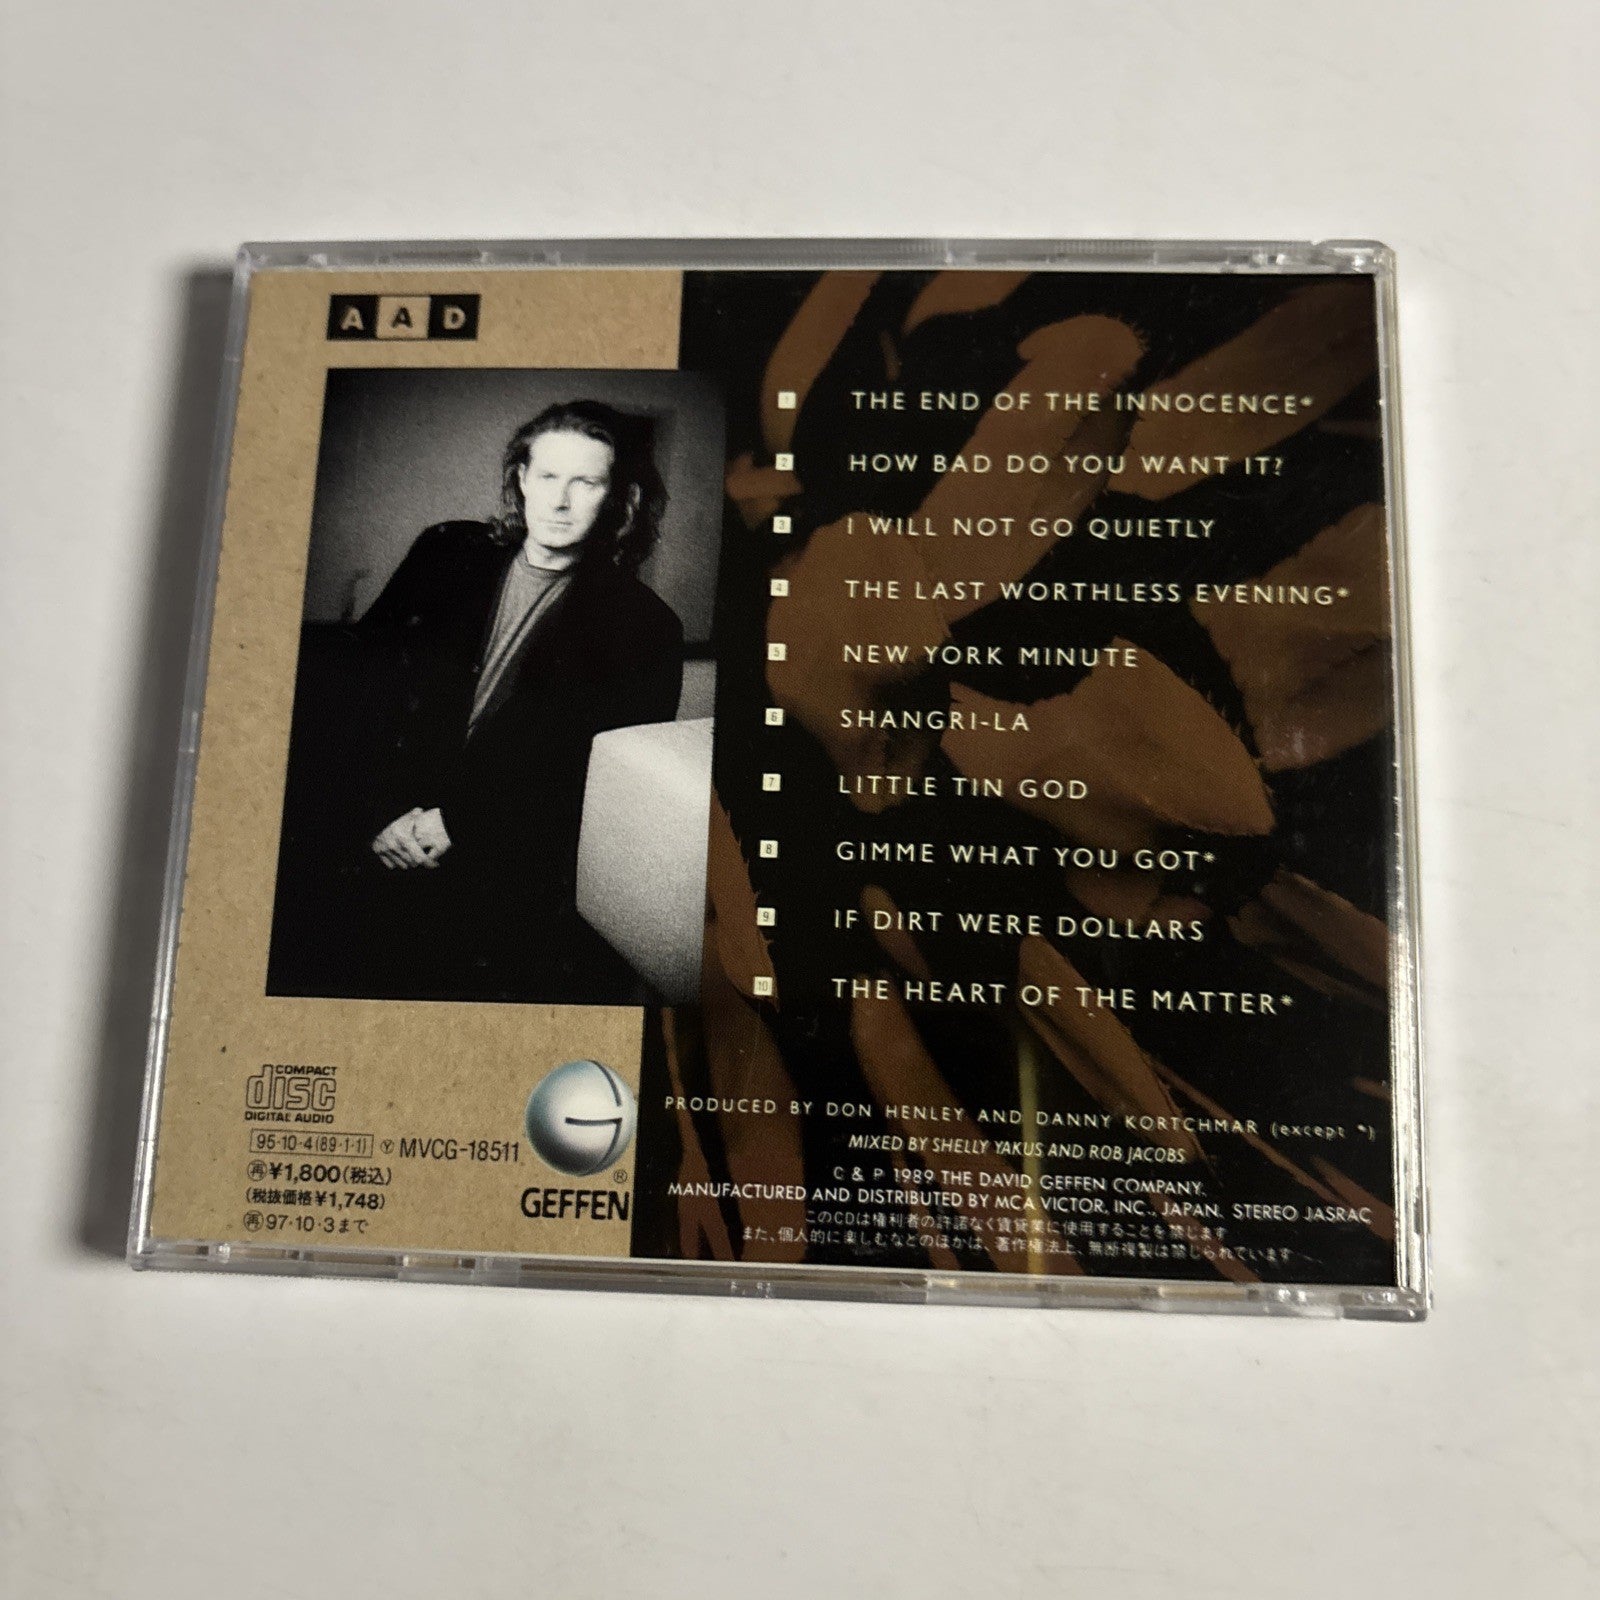 AAD
1 THE END OF THE INNOCENCE*
2 HOW BAD DO YOU WANT IT?
3 I WILL NOT GO QUIETLY
4 THE LAST WORTHLESS EVENING*
5 NEW YORK MINUTE
6 SHANGRI-LA
7 LITTLE TIN GOD
8 GIMME WHAT YOU GOT*
9 IF DIRT WERE DOLLARS
10 THE HEART OF THE MATTER*
COMPACT
disc
DIGITAL AUDIO
95·10·4(89·1·1) Ⓨ MVCG-18511
㊢¥1,800(税込)
(税抜価格¥1,748)
㊢97·10·3まで
G
®
GEFFEN
PRODUCED BY DON HENLEY AND DANNY KORTCHMAR (except *)
MIXED BY SHELLY YAKUS AND ROB JACOBS
C & P 1989 THE DAVID GEFFEN COMPANY.
MANUFACTURED AND DISTRIBUTED BY MCA VICTOR, INC., JAPAN. STEREO JASRAC
このCDは権利者の許諾なく賃貸業に使用することを禁じます
また、個人的に楽しむなどのほかは、著作権法上、無断複製は禁じられています